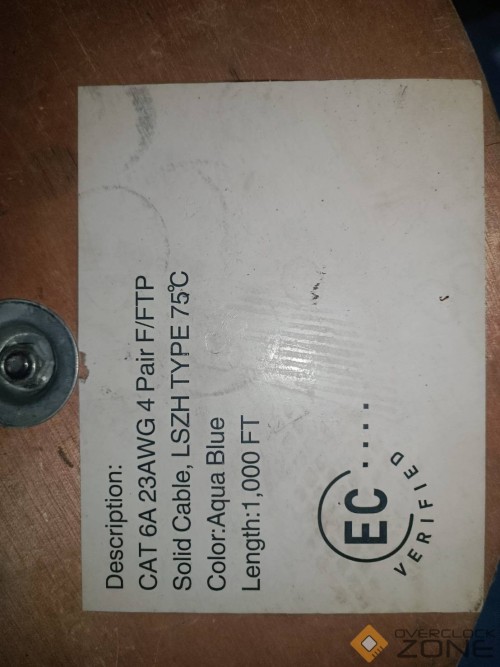 Description:
CAT 6A 23AWG 4 Pair F/FTP
Solid Cable, LSZH TYPE 75°C
Color:Aqua Blue
Length:1,000 FT
EC
VERIFIED
OVERCLOCK
ZONE